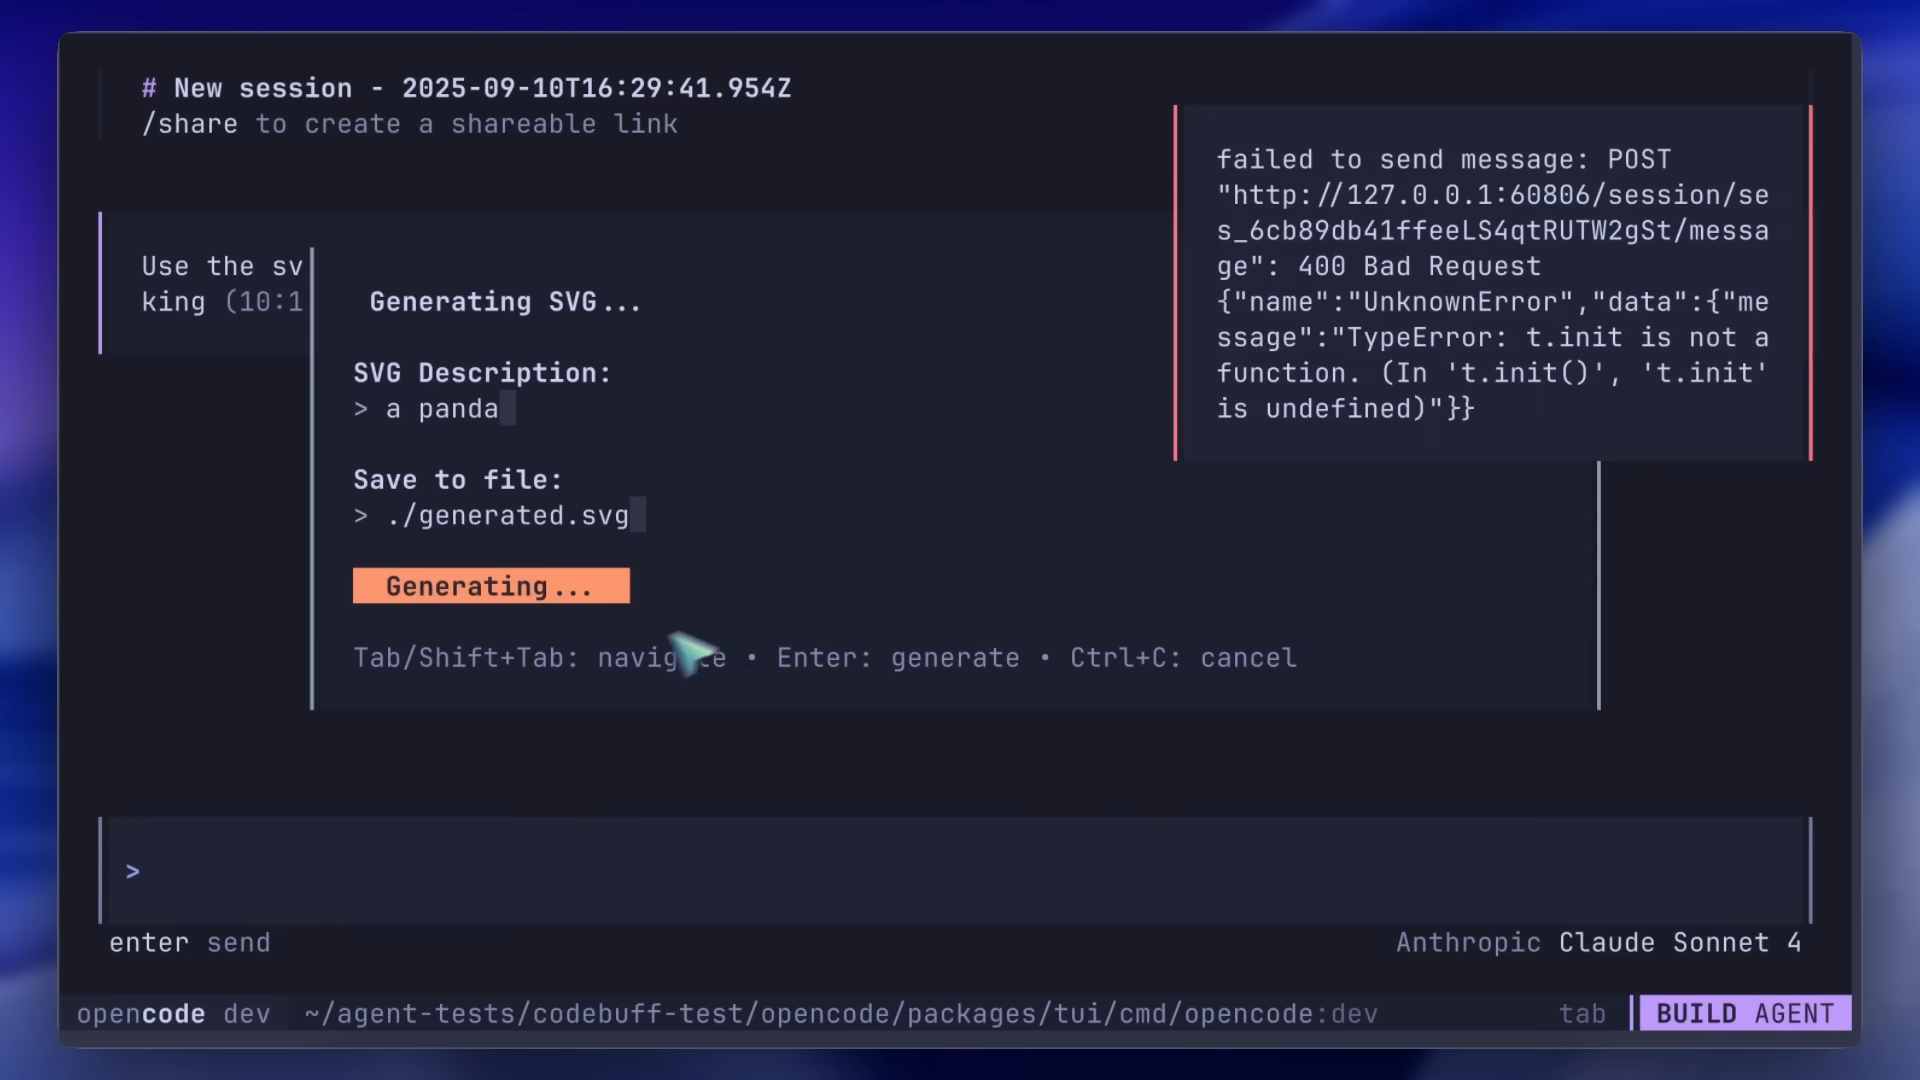 # New session - 2025-09-10T16:29:41.954Z
/share to create a shareable link
failed to send message: POST
"http://127.0.0.1:60806/session/se
s_6cb89db41ffeeLS4qtRUTW2gSt/messa
ge": 400 Bad Request
{"name":"UnknownError","data":{"me
ssage":"TypeError: t.init is not a
function. (In 't.init()', 't.init'
is undefined)"}}
Use the sv
king (10:1
Generating SVG...
SVG Description:
> a panda
Save to file:
> ./generated.svg
Generating...
Tab/Shift+Tab: navigate • Enter: generate • Ctrl+C: cancel
>
enter send
Anthropic Claude Sonnet 4
opencode dev ~/agent-tests/codebuff-test/opencode/packages/tui/cmd/opencode:dev tab BUILD AGENT